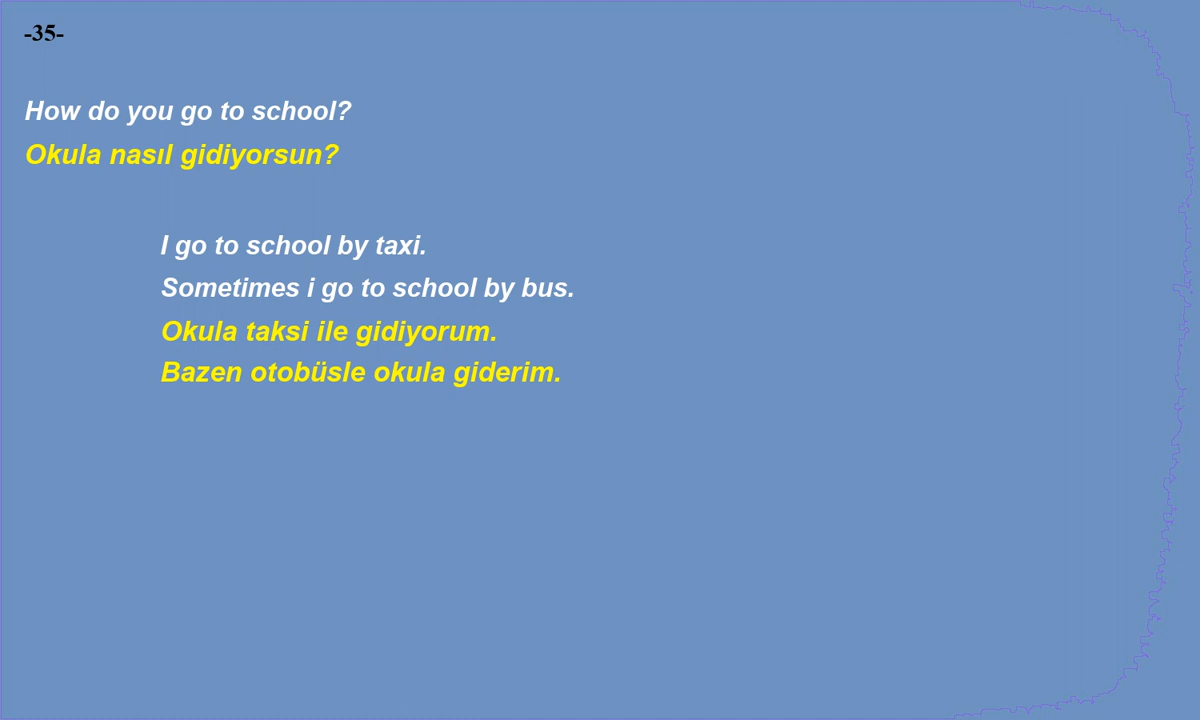 -35-
How do you go to school?
Okula nasıl gidiyorsun?
I go to school by taxi.
Sometimes i go to school by bus.
Okula taksi ile gidiyorum.
Bazen otobüsle okula giderim.